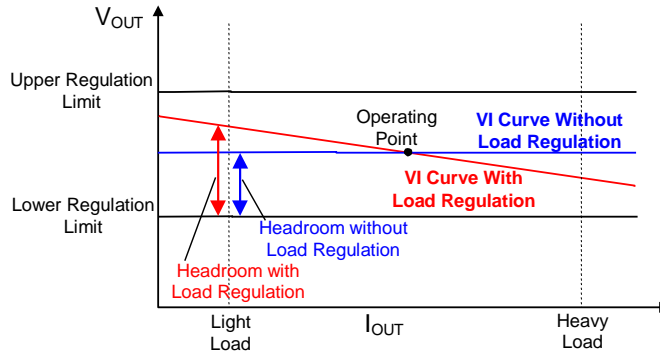 VOUT
Upper Regulation
Limit
Operating
Point
VI Curve Without
Load Regulation
VI Curve With
Load Regulation
Lower Regulation
Limit
Headroom without
Load Regulation
Headroom with
Load Regulation
Light
Load
IOUT
Heavy
Load